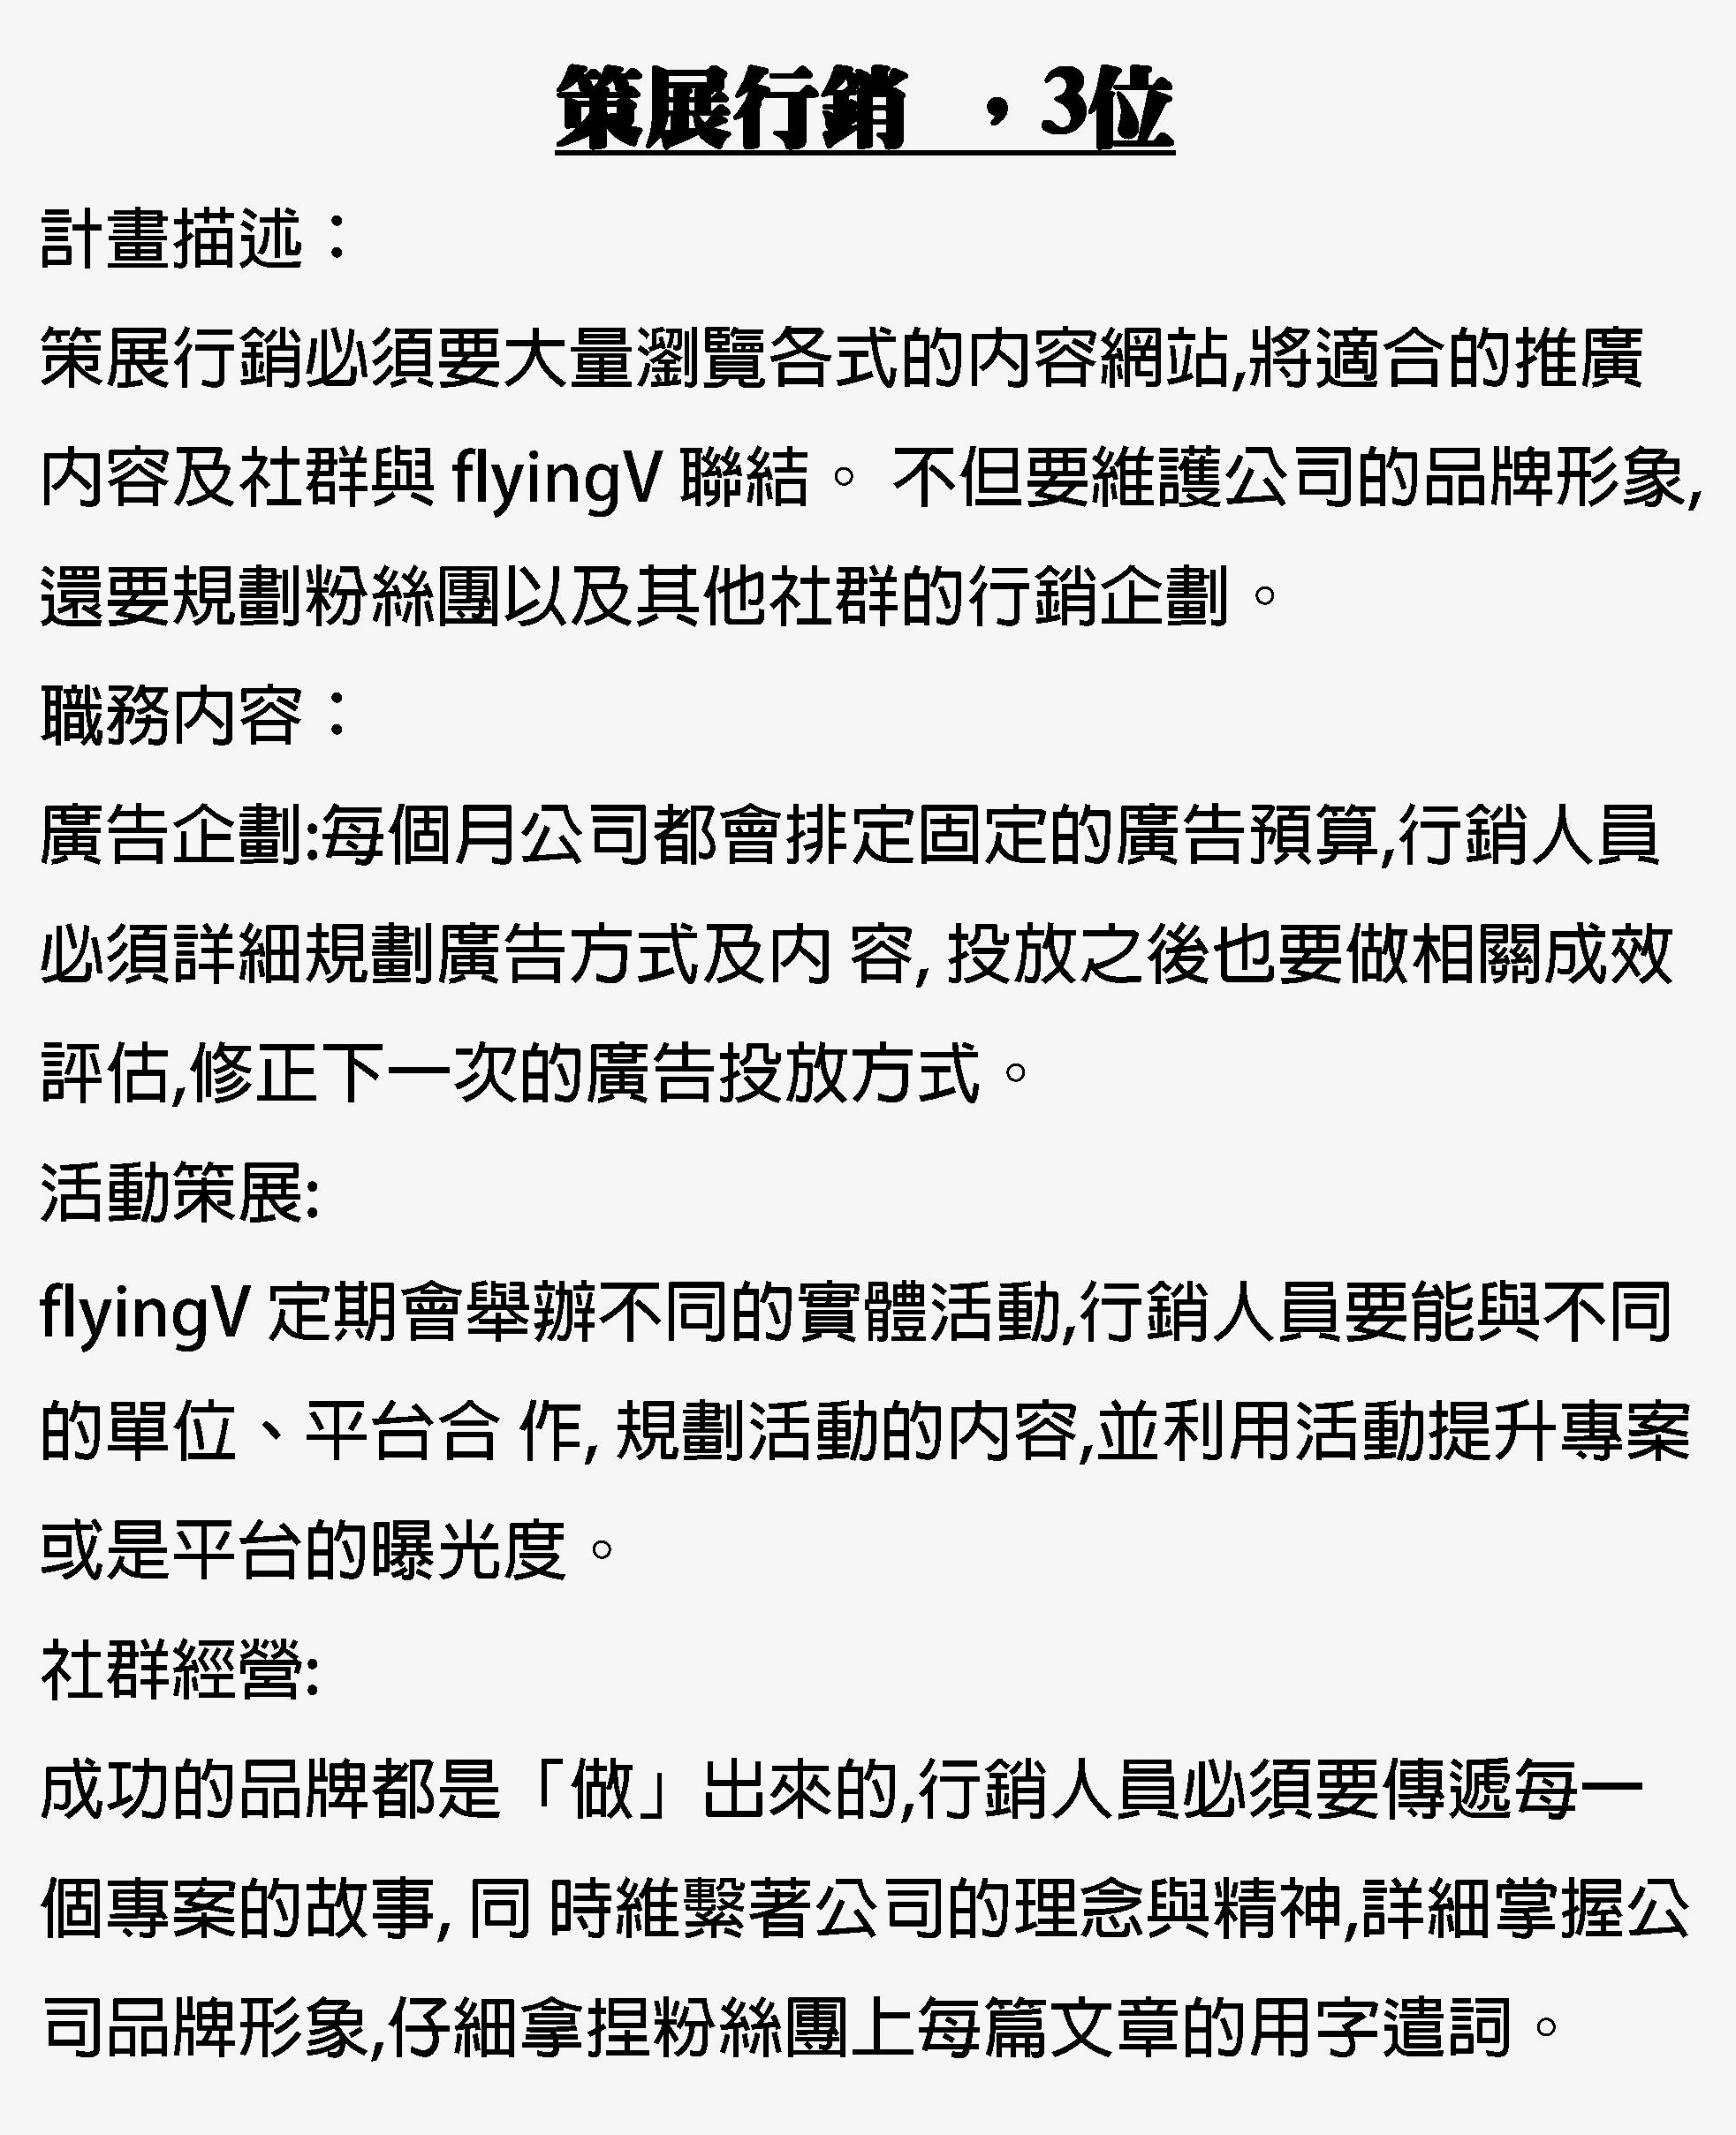 策展行銷 ，3位
計畫描述：
策展行銷必須要大量瀏覽各式的内容網站,將適合的推廣
内容及社群與 flyingV 聯結。 不但要維護公司的品牌形象,
還要規劃粉絲團以及其他社群的行銷企劃。
職務内容：
廣告企劃:每個月公司都會排定固定的廣告預算,行銷人員
必須詳細規劃廣告方式及内 容, 投放之後也要做相關成效
評估,修正下一次的廣告投放方式。
活動策展:
flyingV 定期會舉辦不同的實體活動,行銷人員要能與不同
的單位、平台合 作, 規劃活動的内容,並利用活動提升專案
或是平台的曝光度。
社群經營:
成功的品牌都是「做」出來的,行銷人員必須要傳遞每一
個專案的故事, 同 時維繫著公司的理念與精神,詳細掌握公
司品牌形象,仔細拿捏粉絲團上每篇文章的用字遣詞。